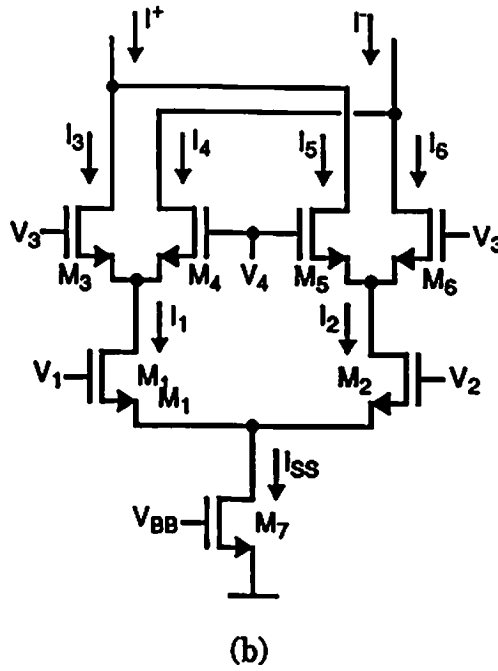 I+ I-
I3 I4 I5 I6
V3 V3
M3 M4 V4 M5 M6
I1 I2
V1 M1 M2 V2
M1
ISS
VBB M7
(b)